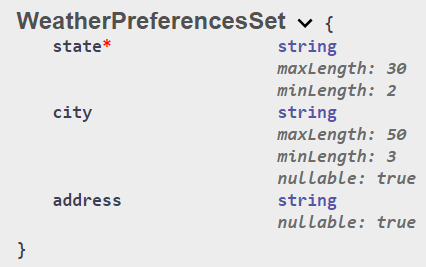 WeatherPreferencesSet {
state* string
maxLength: 30
minLength: 2
city string
maxLength: 50
minLength: 3
nullable: true
address string
nullable: true
}